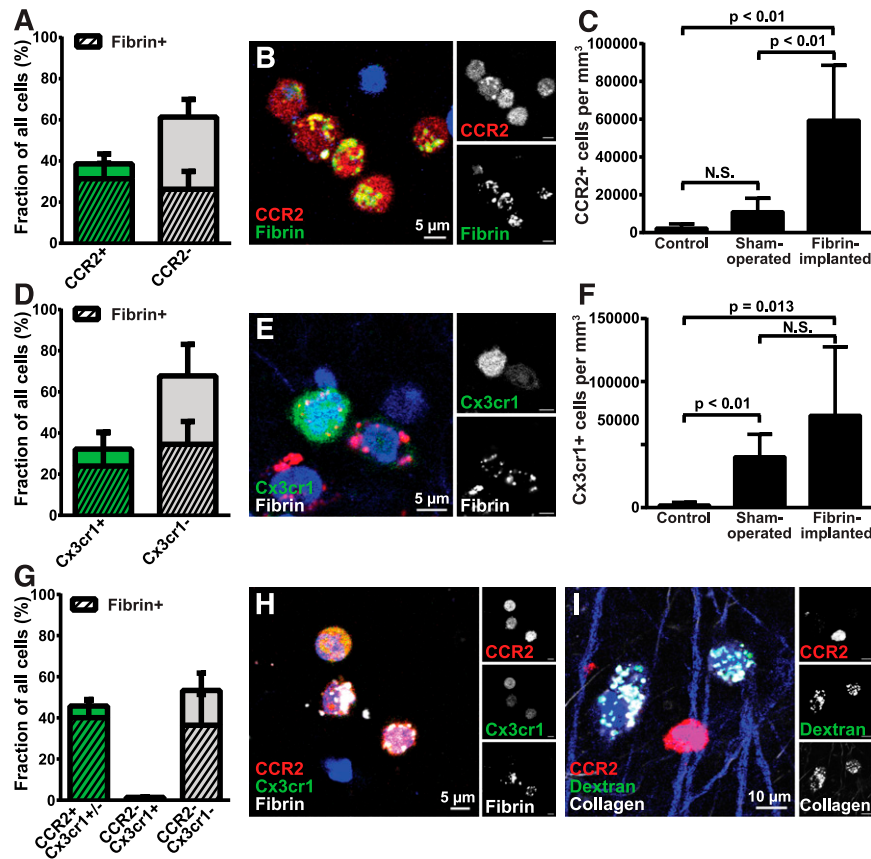 A
Fibrin+
Fraction of all cells (%)
100
80
60
40
20
0
CCR2+
CCR2-
B
CCR2
Fibrin
5 µm
CCR2
Fibrin
C
p < 0.01
p < 0.01
N.S.
CCR2+ cells per mm³
100000
80000
60000
40000
20000
0
Control
Sham-operated
Fibrin-implanted
D
Fibrin+
Fraction of all cells (%)
100
80
60
40
20
0
Cx3cr1+
Cx3cr1-
E
Cx3cr1
Fibrin
5 µm
Cx3cr1
Fibrin
F
p = 0.013
N.S.
p < 0.01
Cx3cr1+ cells per mm³
150000
100000
50000
0
Control
Sham-operated
Fibrin-implanted
G
Fibrin+
Fraction of all cells (%)
100
80
60
40
20
0
CCR2+
Cx3cr1+/-
CCR2-
Cx3cr1+
CCR2-
Cx3cr1-
H
CCR2
Cx3cr1
Fibrin
5 µm
CCR2
Cx3cr1
Fibrin
I
CCR2
Dextran
Collagen
10 µm
CCR2
Dextran
Collagen